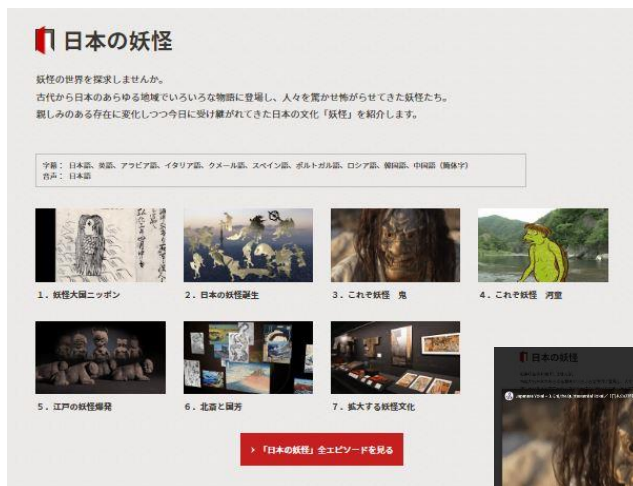 日本の妖怪
妖怪の世界を探求しませんか。
古代から日本のあらゆる地域でいろいろな物語に登場し、人々を驚かせ怖がらせてきた妖怪たち。
親しみのある存在に変化しつつ今日に受け継がれてきた日本の文化「妖怪」を紹介します。
字幕： 日本語、英語、アラビア語、イタリア語、クメール語、スペイン語、ポルトガル語、ロシア語、韓国語、中国語（簡体字）
音声： 日本語
1．妖怪大国ニッポン
2．日本の妖怪誕生
3．これぞ妖怪　鬼
4．これぞ妖怪　河童
5．江戸の妖怪爆発
6．北斎と国芳
7．拡大する妖怪文化
› 「日本の妖怪」全エピソードを見る
日本の妖怪